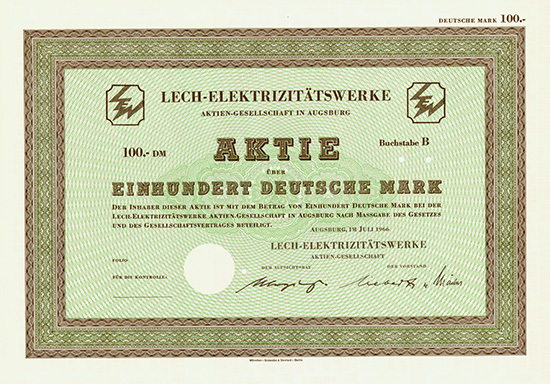 DEUTSCHE MARK 100.-
LEW
LEW
LECH-ELEKTRIZITÄTSWERKE
AKTIEN-GESELLSCHAFT IN AUGSBURG
100.- DM
AKTIE
Buchstabe B
ÜBER
EINHUNDERT DEUTSCHE MARK
DER INHABER DIESER AKTIE IST MIT DEM BETRAG VON EINHUNDERT DEUTSCHE MARK BEI DER
LECH-ELEKTRIZITÄTSWERKE AKTIEN-GESELLSCHAFT IN AUGSBURG NACH MASSGABE DES GESETZES
UND DES GESELLSCHAFTSVERTRAGES BETEILIGT.
AUGSBURG, IM JULI 1966
LECH-ELEKTRIZITÄTSWERKE
AKTIEN-GESELLSCHAFT
FOLIO
DER AUFSICHTSRAT
DER VORSTAND
FÜR DIE KONTROLLE: